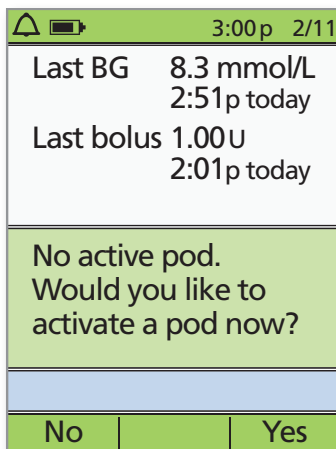 3:00p 2/11
Last BG 8.3 mmol/L
2:51p today
Last bolus 1.00U
2:01p today
No active pod.
Would you like to
activate a pod now?
No Yes